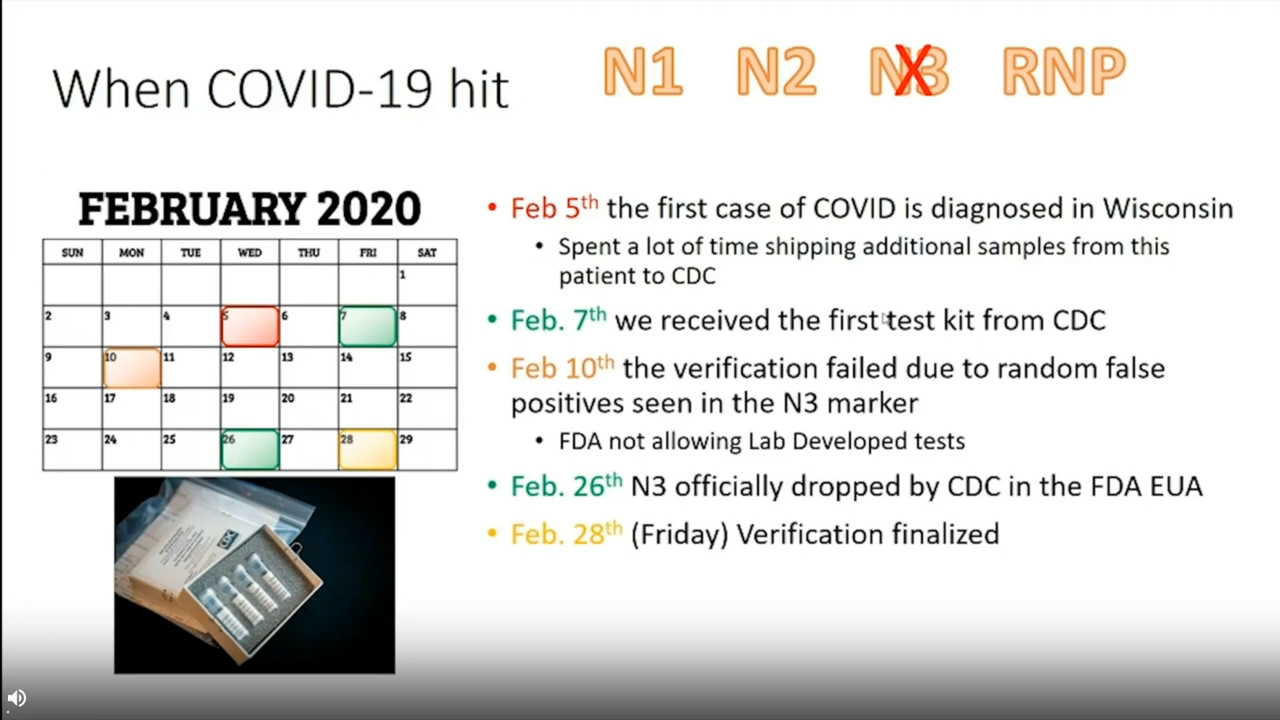 When COVID-19 hit
N1 N2 N3 RNP
X
FEBRUARY 2020
SUN MON TUE WED THU FRI SAT
1
2 3 4 5 6 7 8
9 10 11 12 13 14 15
16 17 18 19 20 21 22
23 24 25 26 27 28 29
CDC
• Feb 5th the first case of COVID is diagnosed in Wisconsin
• Spent a lot of time shipping additional samples from this
patient to CDC
• Feb. 7th we received the first test kit from CDC
• Feb 10th the verification failed due to random false
positives seen in the N3 marker
• FDA not allowing Lab Developed tests
• Feb. 26th N3 officially dropped by CDC in the FDA EUA
• Feb. 28th (Friday) Verification finalized